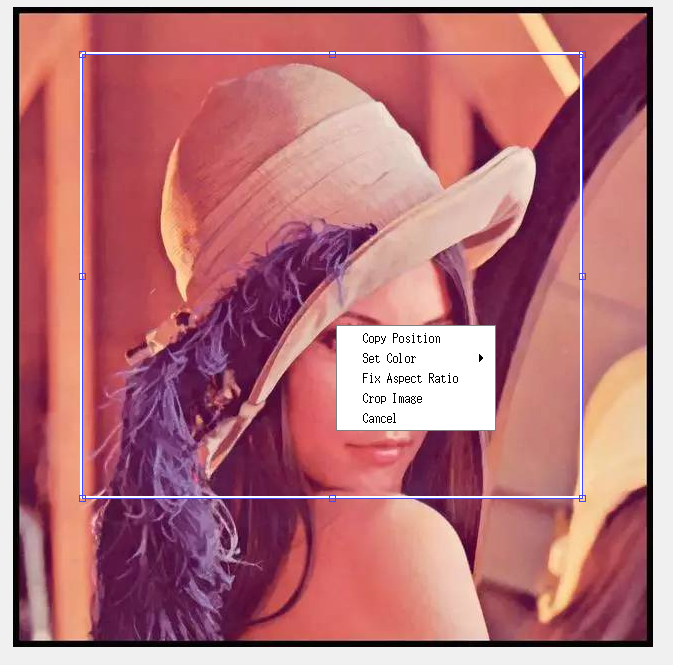 Copy Position
Set Color
Fix Aspect Ratio
Crop Image
Cancel